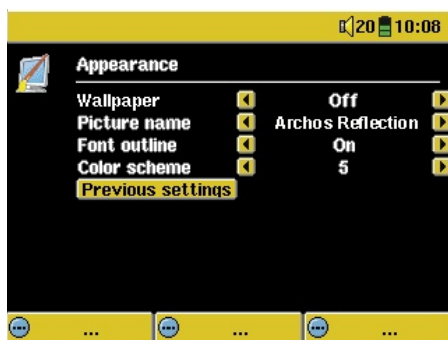 20 10:08
Appearance
Wallpaper Off
Picture name Archos Reflection
Font outline On
Color scheme 5
Previous settings
... ... ...